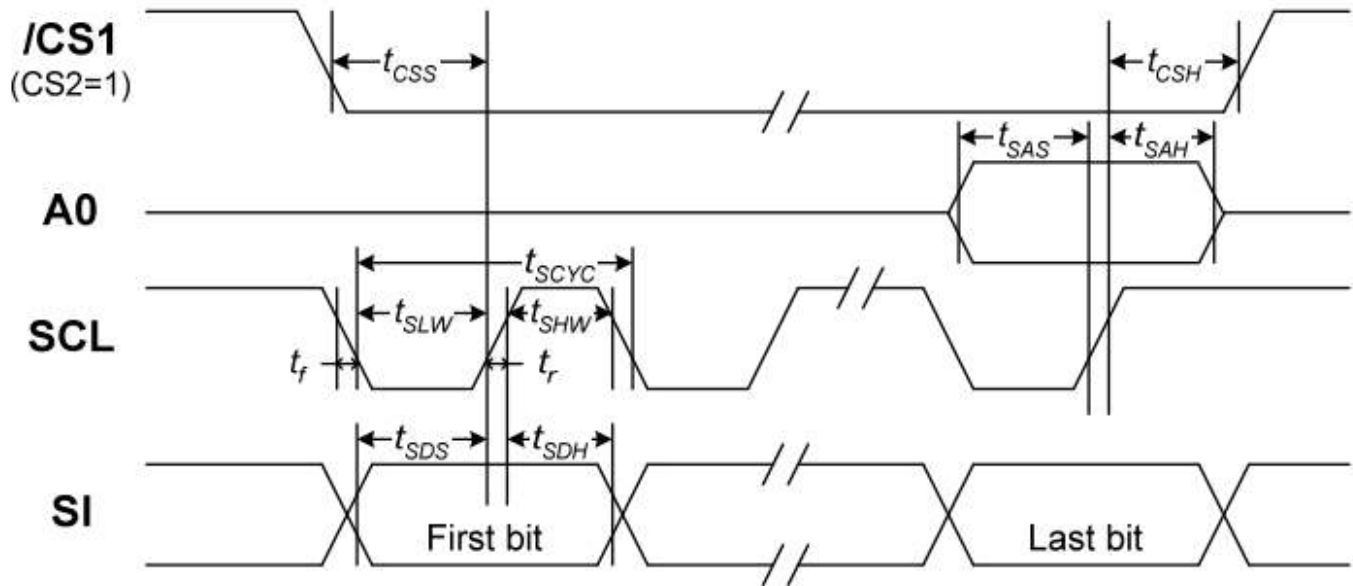 /CS1
(CS2=1)
tCSS
tCSH
tSAS
tSAH
A0
tSCYC
tSLW
tSHW
SCL
tf
tr
tSDS
tSDH
SI
First bit
Last bit